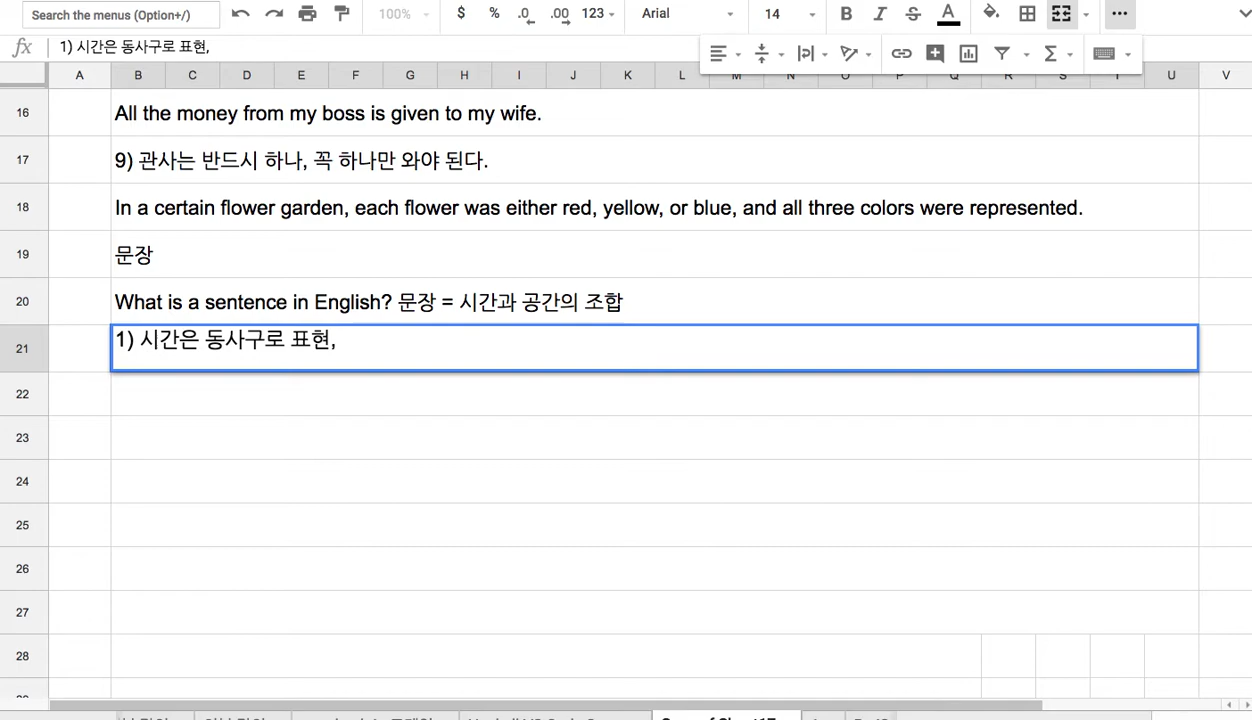 Search the menus (Option+/) 100% $ % .0 .00 123 Arial 14 B I S A
fx 1) 시간은 동사구로 표현,
A B C D E F G H I J K L M N O P Q R S T U V
16 All the money from my boss is given to my wife.
17 9) 관사는 반드시 하나, 꼭 하나만 와야 된다.
18 In a certain flower garden, each flower was either red, yellow, or blue, and all three colors were represented.
19 문장
20 What is a sentence in English? 문장 = 시간과 공간의 조합
21 1) 시간은 동사구로 표현,
22
23
24
25
26
27
28